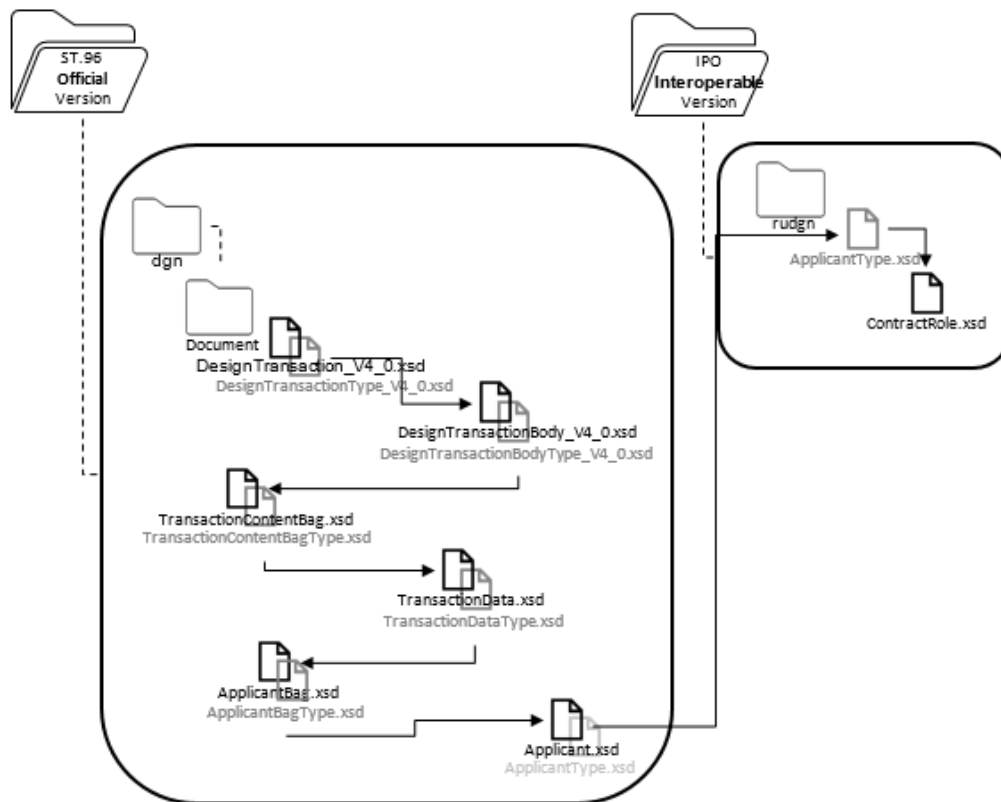 ST.96
Official
Version
IPO
Interoperable
Version
dgn
Document
DesignTransaction_V4_0.xsd
DesignTransactionType_V4_0.xsd
DesignTransactionBody_V4_0.xsd
DesignTransactionBodyType_V4_0.xsd
TransactionContentBag.xsd
TransactionContentBagType.xsd
TransactionData.xsd
TransactionDataType.xsd
ApplicantBag.xsd
ApplicantBagType.xsd
Applicant.xsd
ApplicantType.xsd
rudgn
ApplicantType.xsd
ContractRole.xsd